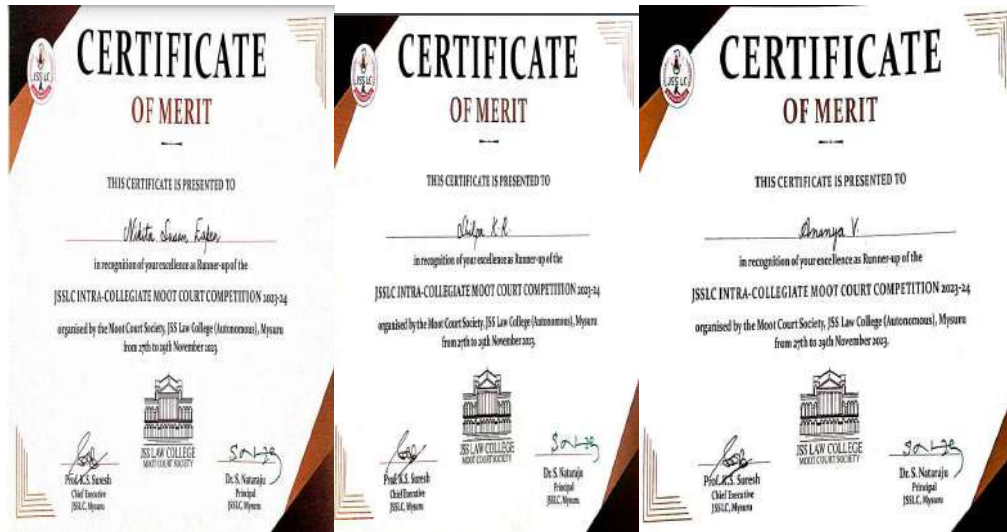 JSS LC
CERTIFICATE
OF MERIT
THIS CERTIFICATE IS PRESENTED TO
Nikita Susan Eapen
in recognition of your excellence as Runner-up of the
JSSLC INTRA-COLLEGIATE MOOT COURT COMPETITION 2023-24
organised by the Moot Court Society, JSS Law College (Autonomous), Mysuru
from 27th to 29th November 2023.
JSS LAW COLLEGE
MOOT COURT SOCIETY
Prof. K.S. Suresh
Chief Executive
JSSLC, Mysuru
Dr. S. Nataraju
Principal
JSSLC, Mysuru
JSS LC
CERTIFICATE
OF MERIT
THIS CERTIFICATE IS PRESENTED TO
Shilpa K.R
in recognition of your excellence as Runner-up of the
JSSLC INTRA-COLLEGIATE MOOT COURT COMPETITION 2023-24
organised by the Moot Court Society, JSS Law College (Autonomous), Mysuru
from 27th to 29th November 2023.
JSS LAW COLLEGE
MOOT COURT SOCIETY
Prof. K.S. Suresh
Chief Executive
JSSLC, Mysuru
Dr. S. Nataraju
Principal
JSSLC, Mysuru
JSS LC
CERTIFICATE
OF MERIT
THIS CERTIFICATE IS PRESENTED TO
Ananya V.
in recognition of your excellence as Runner-up of the
JSSLC INTRA-COLLEGIATE MOOT COURT COMPETITION 2023-24
organised by the Moot Court Society, JSS Law College (Autonomous), Mysuru
from 27th to 29th November 2023.
JSS LAW COLLEGE
MOOT COURT SOCIETY
Prof. K.S. Suresh
Chief Executive
JSSLC, Mysuru
Dr. S. Nataraju
Principal
JSSLC, Mysuru